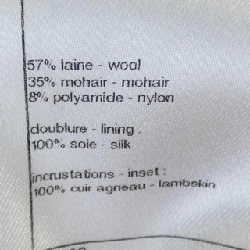 57% laine - wool
35% mohair - mohair
8% polyamide - nylon
doublure - lining :
100% soie - silk
incrustations - inset :
100% cuir agneau - lambskin